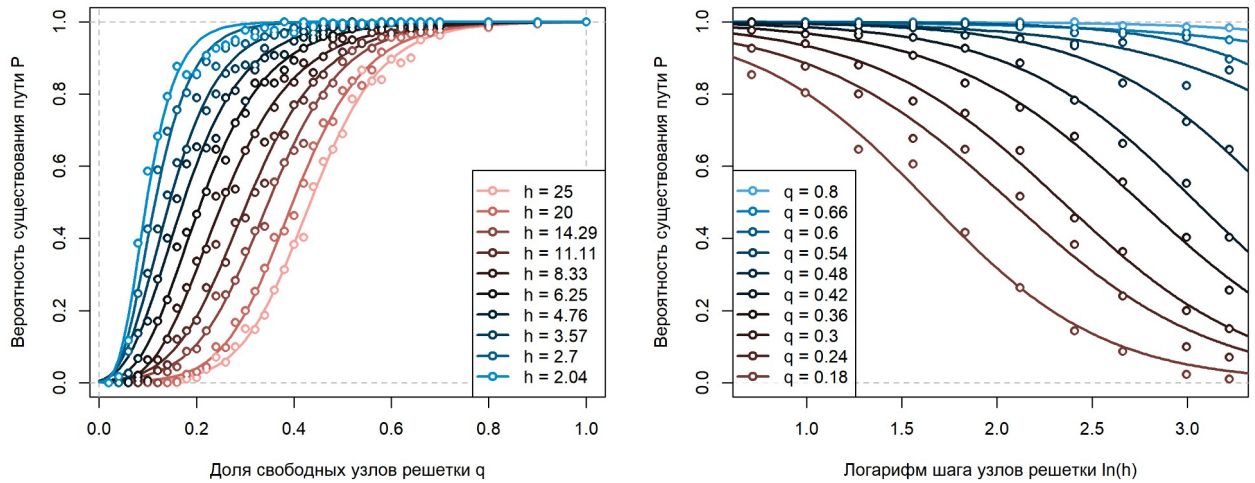 Вероятность существования пути P
0.0
0.2
0.4
0.6
0.8
1.0
h = 25
h = 20
h = 14.29
h = 11.11
h = 8.33
h = 6.25
h = 4.76
h = 3.57
h = 2.7
h = 2.04
0.0 0.2 0.4 0.6 0.8 1.0
Доля свободных узлов решетки q
Вероятность существования пути P
0.0
0.2
0.4
0.6
0.8
1.0
q = 0.8
q = 0.66
q = 0.6
q = 0.54
q = 0.48
q = 0.42
q = 0.36
q = 0.3
q = 0.24
q = 0.18
1.0 1.5 2.0 2.5 3.0
Логарифм шага узлов решетки ln(h)